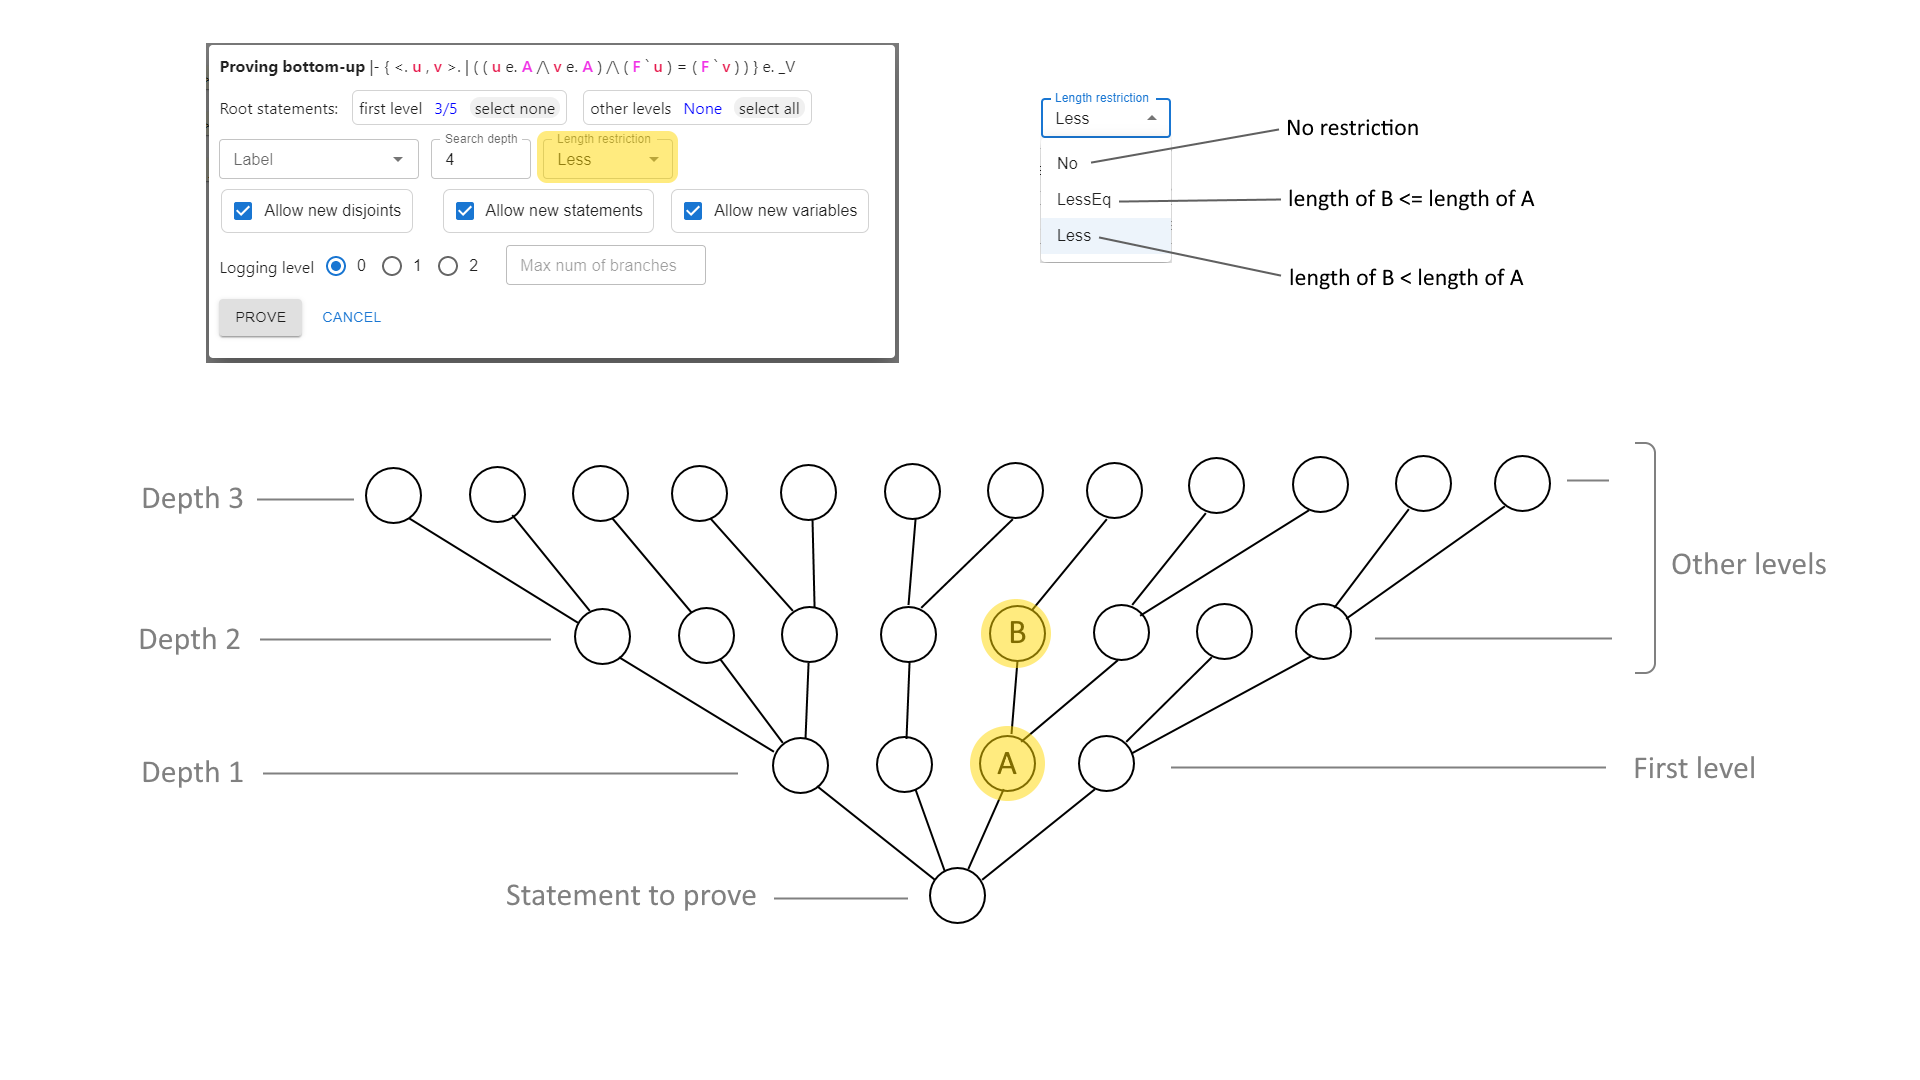 Proving bottom-up |- { <. u , v >. | ( ( u e. A /\ v e. A ) /\ ( F ` u ) = ( F ` v ) ) } e. _V
Root statements: first level 3/5 select none other levels None select all
Search depth Length restriction
Label 4 Less
Allow new disjoints Allow new statements Allow new variables
Logging level 0 1 2 Max num of branches
PROVE CANCEL
Length restriction
Less
No restriction
No
LessEq length of B <= length of A
Less
length of B < length of A
Depth 3
Other levels
Depth 2 B
Depth 1 A First level
Statement to prove